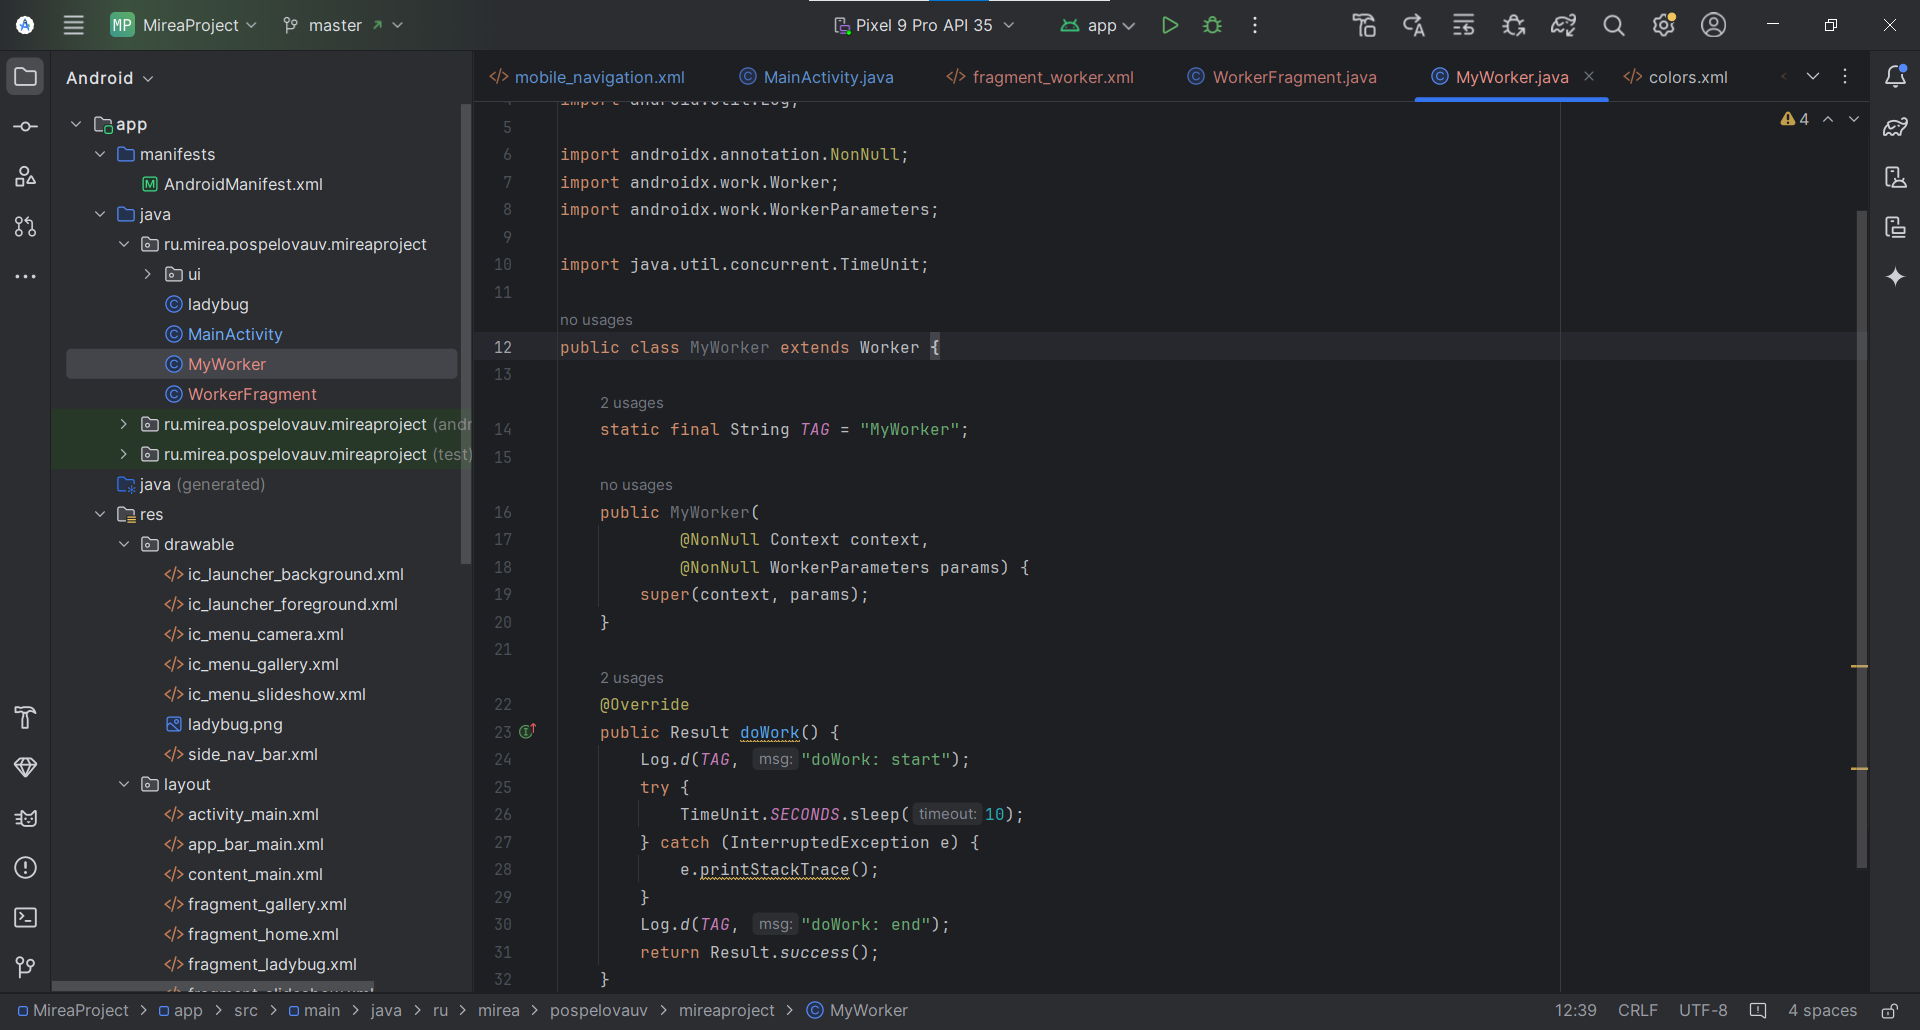 MP MireaProject master Pixel 9 Pro API 35 app
Android
mobile_navigation.xml MainActivity.java fragment_worker.xml WorkerFragment.java MyWorker.java colors.xml
app
manifests
AndroidManifest.xml
java
ru.mirea.pospelovauv.mireaproject
ui
ladybug
MainActivity
MyWorker
WorkerFragment
ru.mirea.pospelovauv.mireaproject (andr
ru.mirea.pospelovauv.mireaproject (test)
java (generated)
res
drawable
ic_launcher_background.xml
ic_launcher_foreground.xml
ic_menu_camera.xml
ic_menu_gallery.xml
ic_menu_slideshow.xml
ladybug.png
side_nav_bar.xml
layout
activity_main.xml
app_bar_main.xml
content_main.xml
fragment_gallery.xml
fragment_home.xml
fragment_ladybug.xml
fragment_slideshow.xml
4
4 import android.util.Log;
5
6 import androidx.annotation.NonNull;
7 import androidx.work.Worker;
8 import androidx.work.WorkerParameters;
9
10 import java.util.concurrent.TimeUnit;
11
no usages
12 public class MyWorker extends Worker {
13
2 usages
14 static final String TAG = "MyWorker";
15
no usages
16 public MyWorker(
17 @NonNull Context context,
18 @NonNull WorkerParameters params) {
19 super(context, params);
20 }
21
2 usages
22 @Override
23 public Result doWork() {
24 Log.d(TAG, msg: "doWork: start");
25 try {
26 TimeUnit.SECONDS.sleep( timeout: 10);
27 } catch (InterruptedException e) {
28 e.printStackTrace();
29 }
30 Log.d(TAG, msg: "doWork: end");
31 return Result.success();
32 }
MireaProject > app > src > main > java > ru > mirea > pospelovauv > mireaproject > MyWorker
12:39 CRLF UTF-8 4 spaces